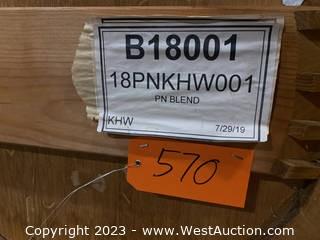 B18001
18PNKHW001
PN BLEND
KHW 7/29/19
570
Copyright 2023 - www.WestAuction.com